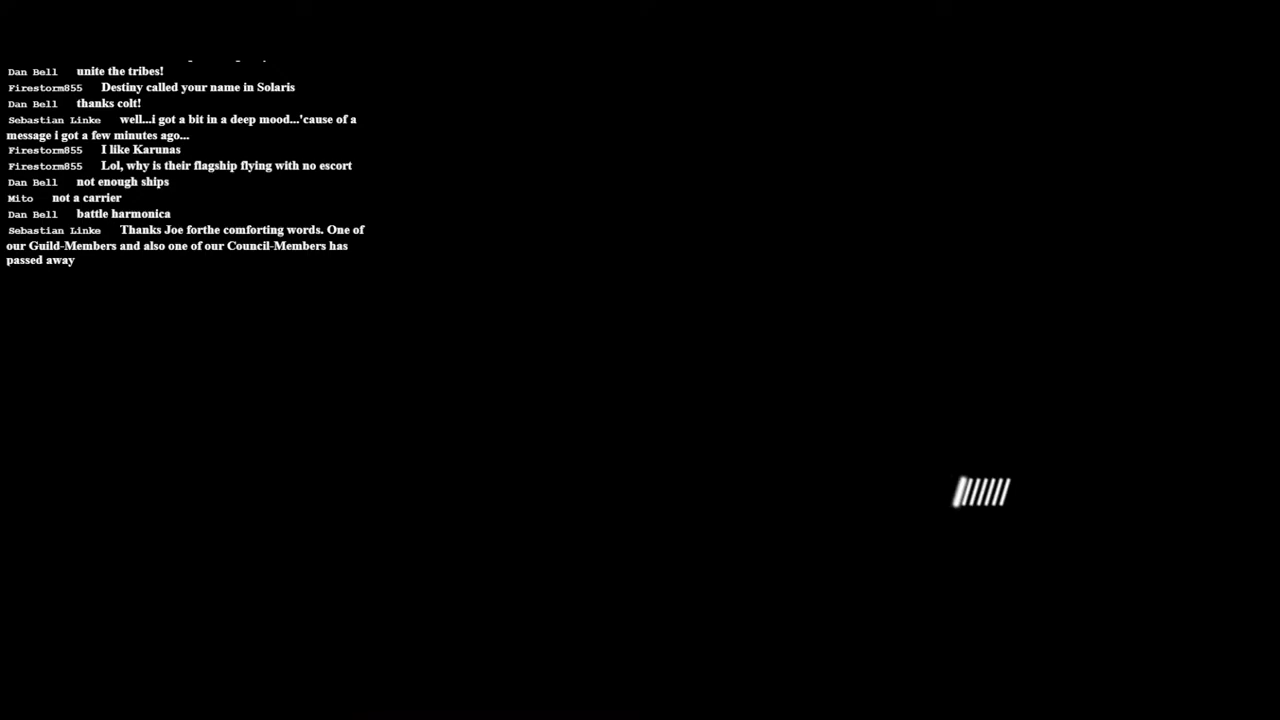 Dan Bell unite the tribes!
Firestorm855 Destiny called your name in Solaris
Dan Bell thanks colt!
Sebastian Linke well...i got a bit in a deep mood...'cause of a
message i got a few minutes ago...
Firestorm855 I like Karunas
Firestorm855 Lol, why is their flagship flying with no escort
Dan Bell not enough ships
Mito not a carrier
Dan Bell battle harmonica
Sebastian Linke Thanks Joe forthe comforting words. One of
our Guild-Members and also one of our Council-Members has
passed away